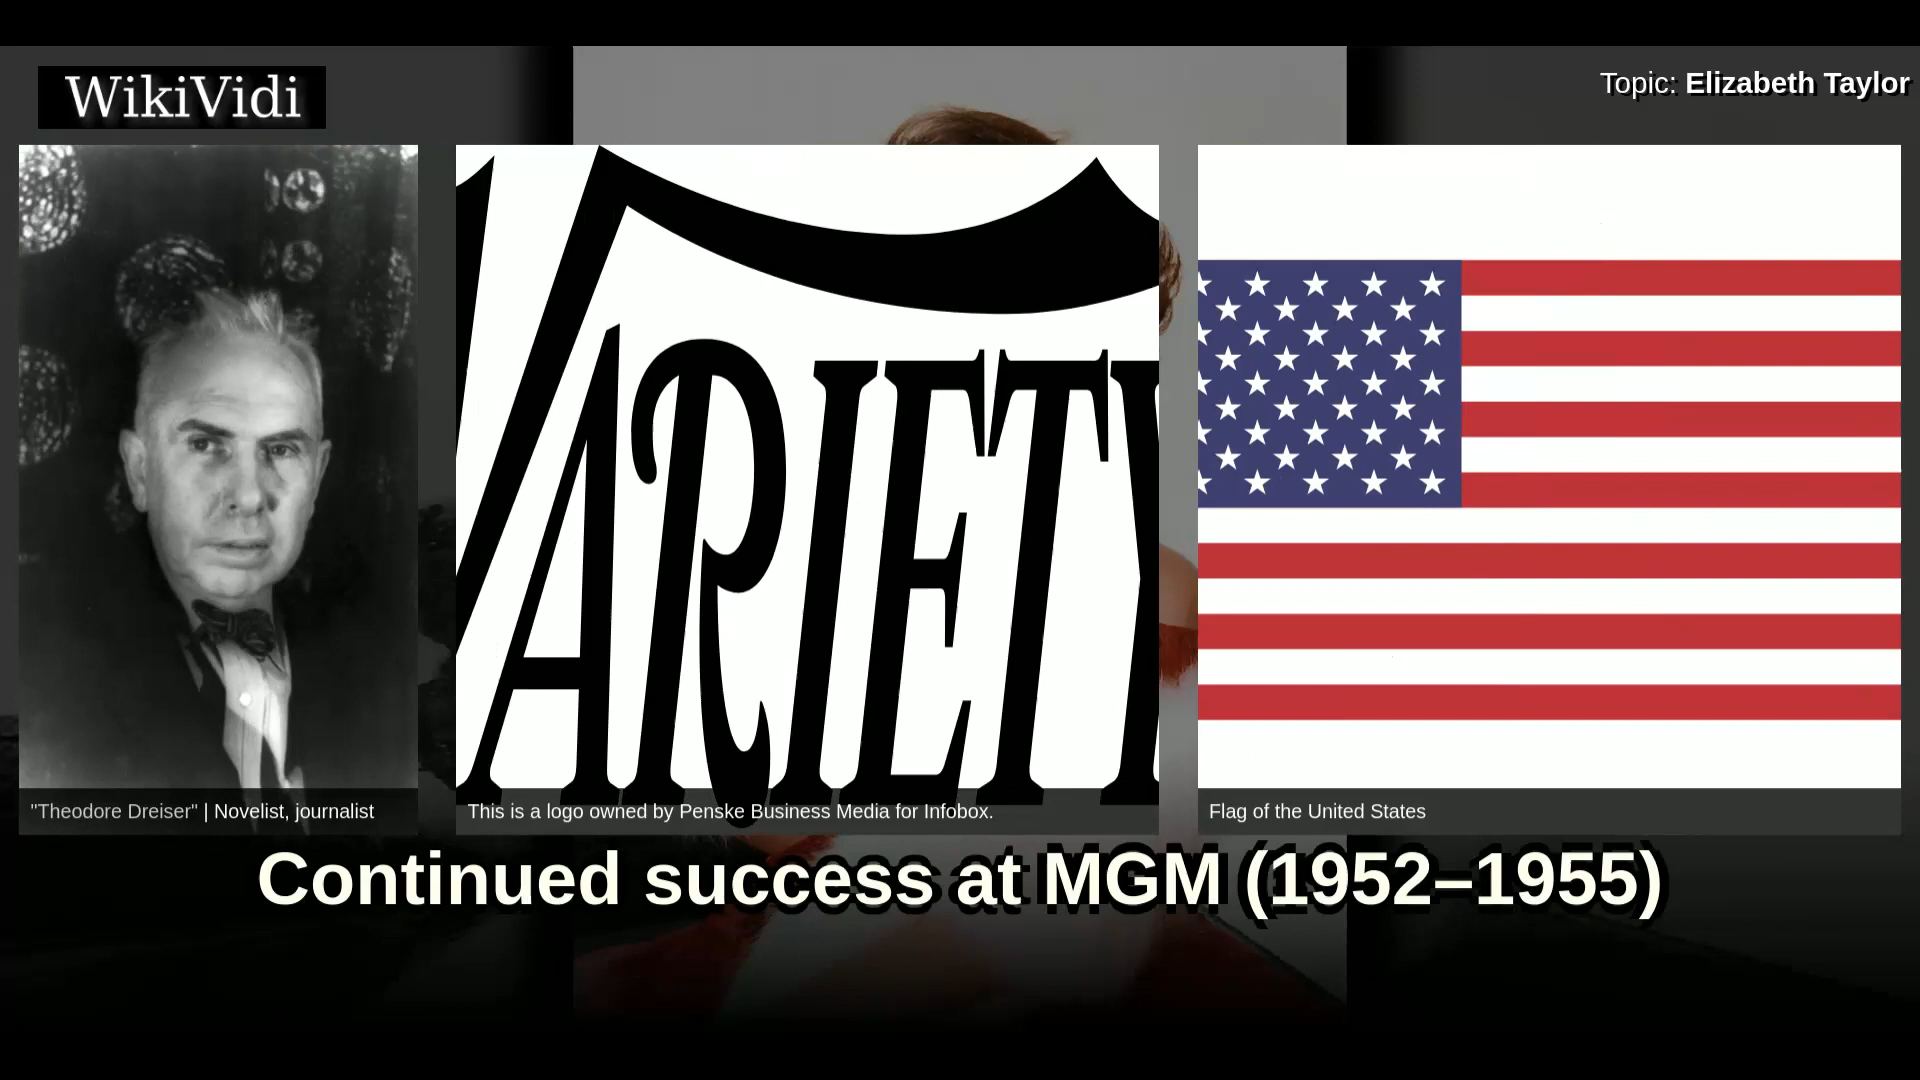 WikiVidi
Topic: Elizabeth Taylor
VARIETY
"Theodore Dreiser" | Novelist, journalist
This is a logo owned by Penske Business Media for Infobox.
Flag of the United States
Continued success at MGM (1952–1955)